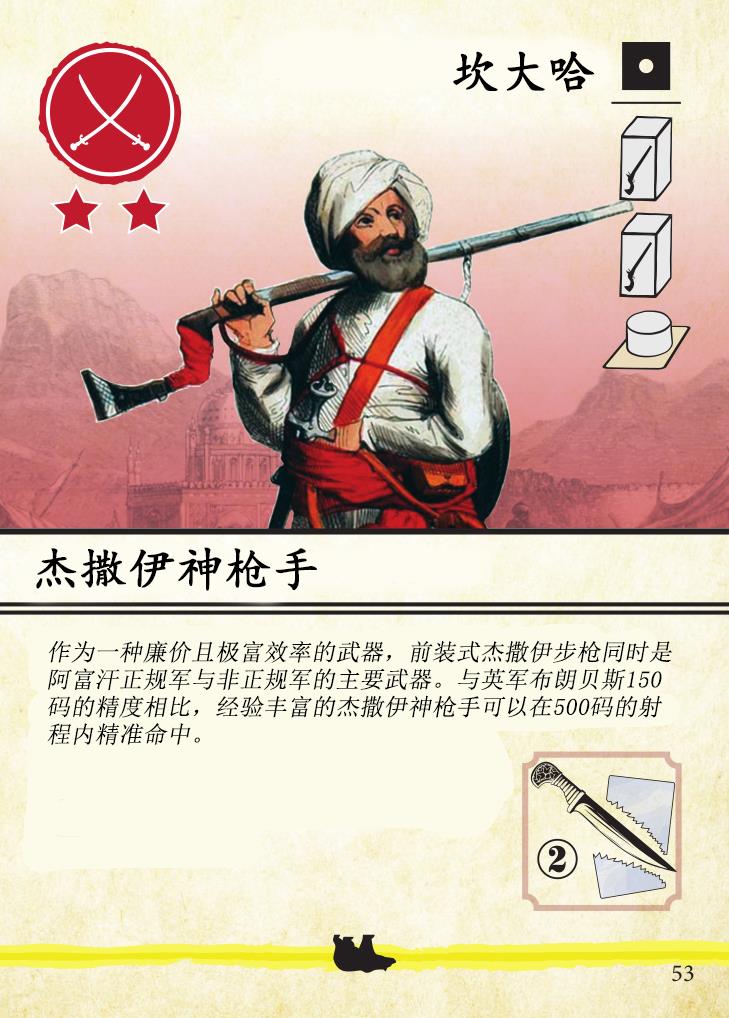 坎大哈
杰撒伊神枪手
作为一种廉价且极富效率的武器，前装式杰撒伊步枪同时是
阿富汗正规军与非正规军的主要武器。与英军布朗贝斯150
码的精度相比，经验丰富的杰撒伊神枪手可以在500码的射
程内精准命中。
2
53